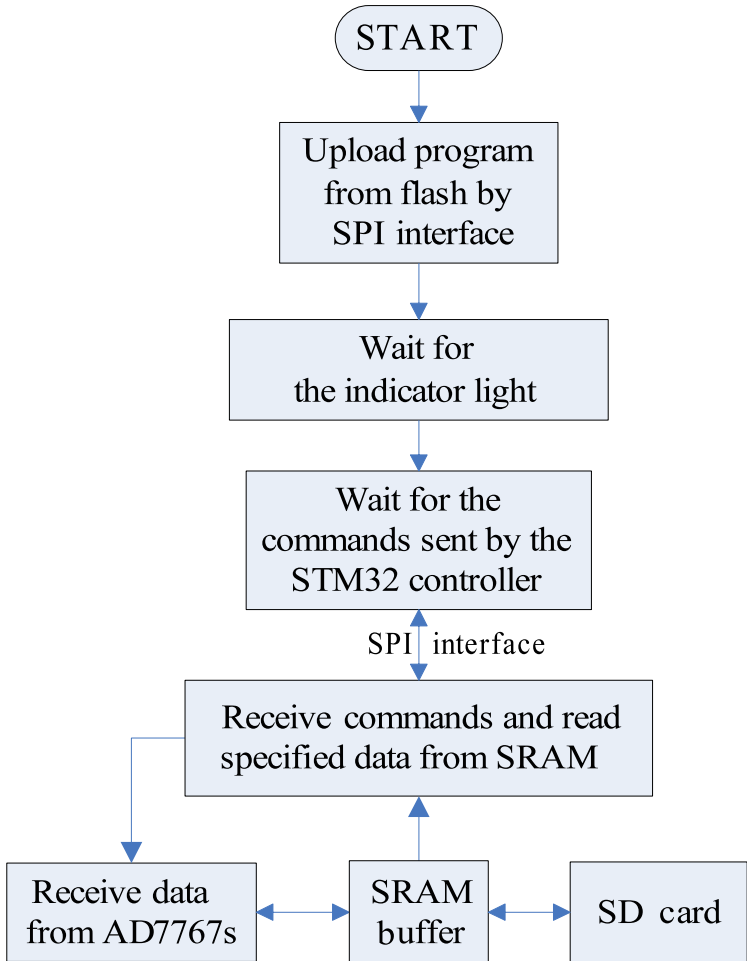 START
Upload program
from flash by
SPI interface
Wait for
the indicator light
Wait for the
commands sent by the
STM32 controller
SPI interface
Receive commands and read
specified data from SRAM
Receive data
from AD7767s
SRAM
buffer
SD card